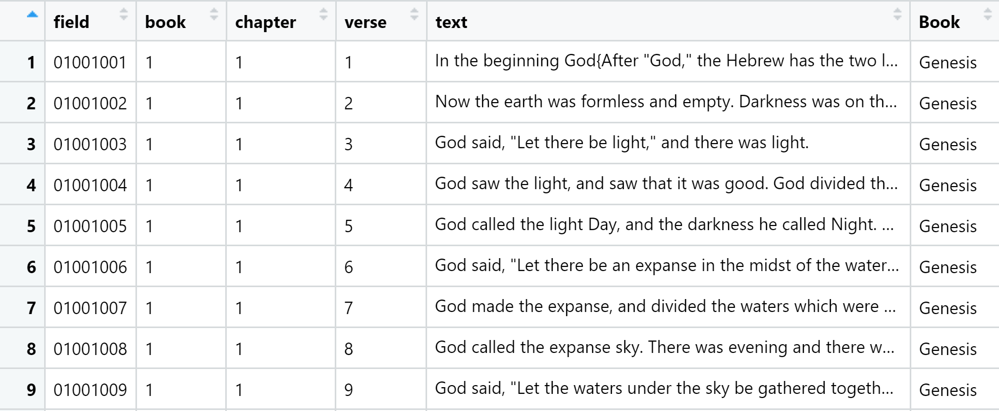 field book chapter verse text Book
1 01001001 1 1 1 In the beginning God{After "God," the Hebrew has the two l... Genesis
2 01001002 1 1 2 Now the earth was formless and empty. Darkness was on th... Genesis
3 01001003 1 1 3 God said, "Let there be light," and there was light. Genesis
4 01001004 1 1 4 God saw the light, and saw that it was good. God divided th... Genesis
5 01001005 1 1 5 God called the light Day, and the darkness he called Night. ... Genesis
6 01001006 1 1 6 God said, "Let there be an expanse in the midst of the water... Genesis
7 01001007 1 1 7 God made the expanse, and divided the waters which were ... Genesis
8 01001008 1 1 8 God called the expanse sky. There was evening and there w... Genesis
9 01001009 1 1 9 God said, "Let the waters under the sky be gathered togeth... Genesis